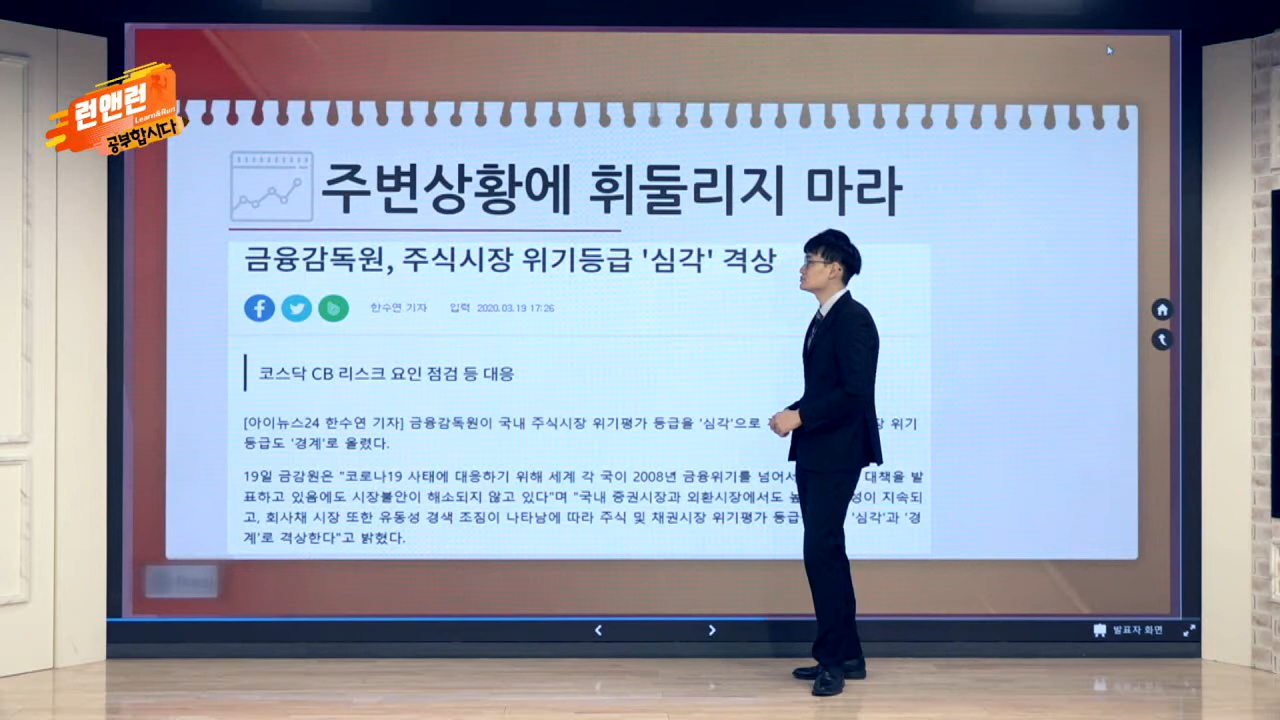 런앤런
Learn&Run
공부합시다
주변상황에 휘둘리지 마라
금융감독원, 주식시장 위기등급 '심각' 격상
한수연 기자 입력 2020.03.19 17:26
코스닥 CB 리스크 요인 점검 등 대응
[아이뉴스24 한수연 기자] 금융감독원이 국내 주식시장 위기평가 등급을 '심각'으로 위기
등급도 '경계'로 올렸다.
19일 금감원은 "코로나19 사태에 대응하기 위해 세계 각 국이 2008년 금융위기를 넘어 대책을 발
표하고 있음에도 시장불안이 해소되지 않고 있다"며 "국내 증권시장과 외환시장에서도 지속되
고, 회사채 시장 또한 유동성 경색 조짐이 나타남에 따라 주식 및 채권시장 위기평가 등급 '심각'과 '경
계'로 격상한다"고 밝혔다.
발표자 화면